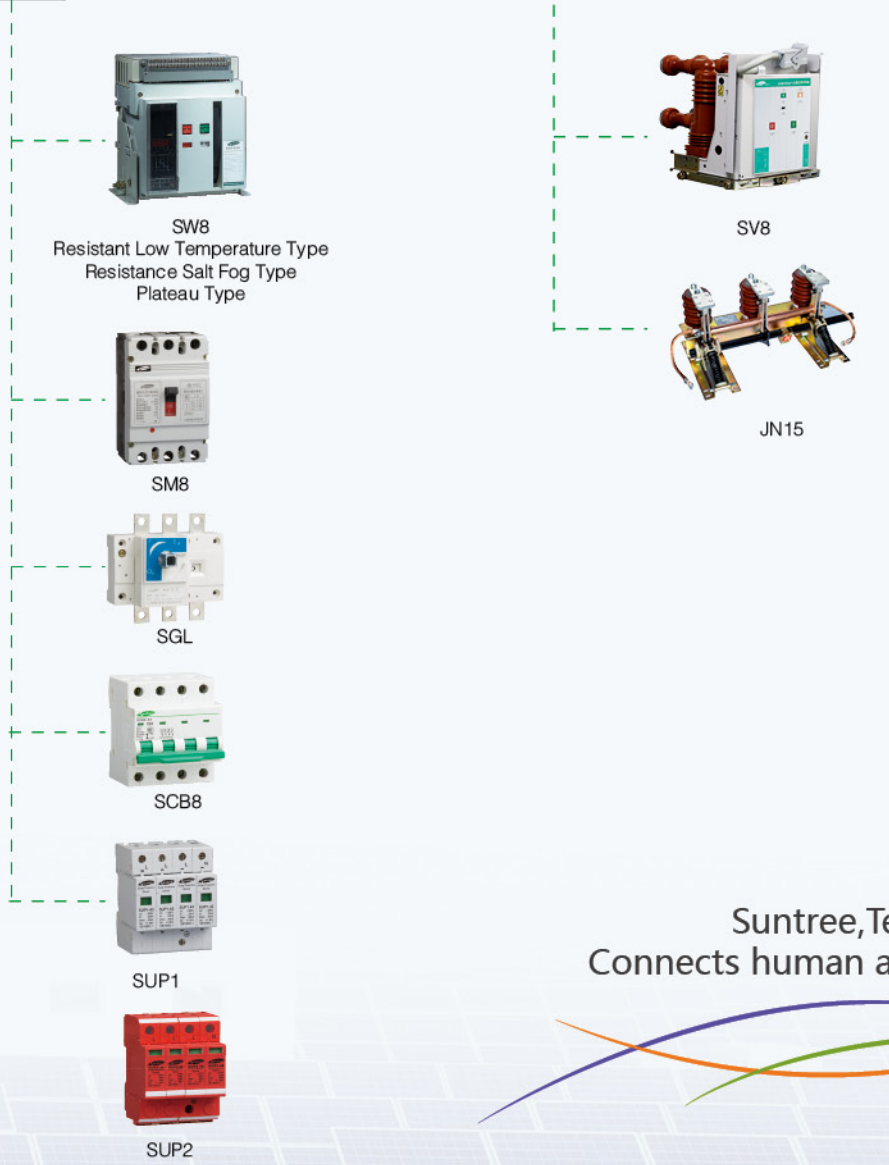 SW8
Resistant Low Temperature Type
Resistance Salt Fog Type
Plateau Type
SM8
SGL
SCB8
SUP1
SUP2
SV8
JN15
Suntree,Te
Connects human a